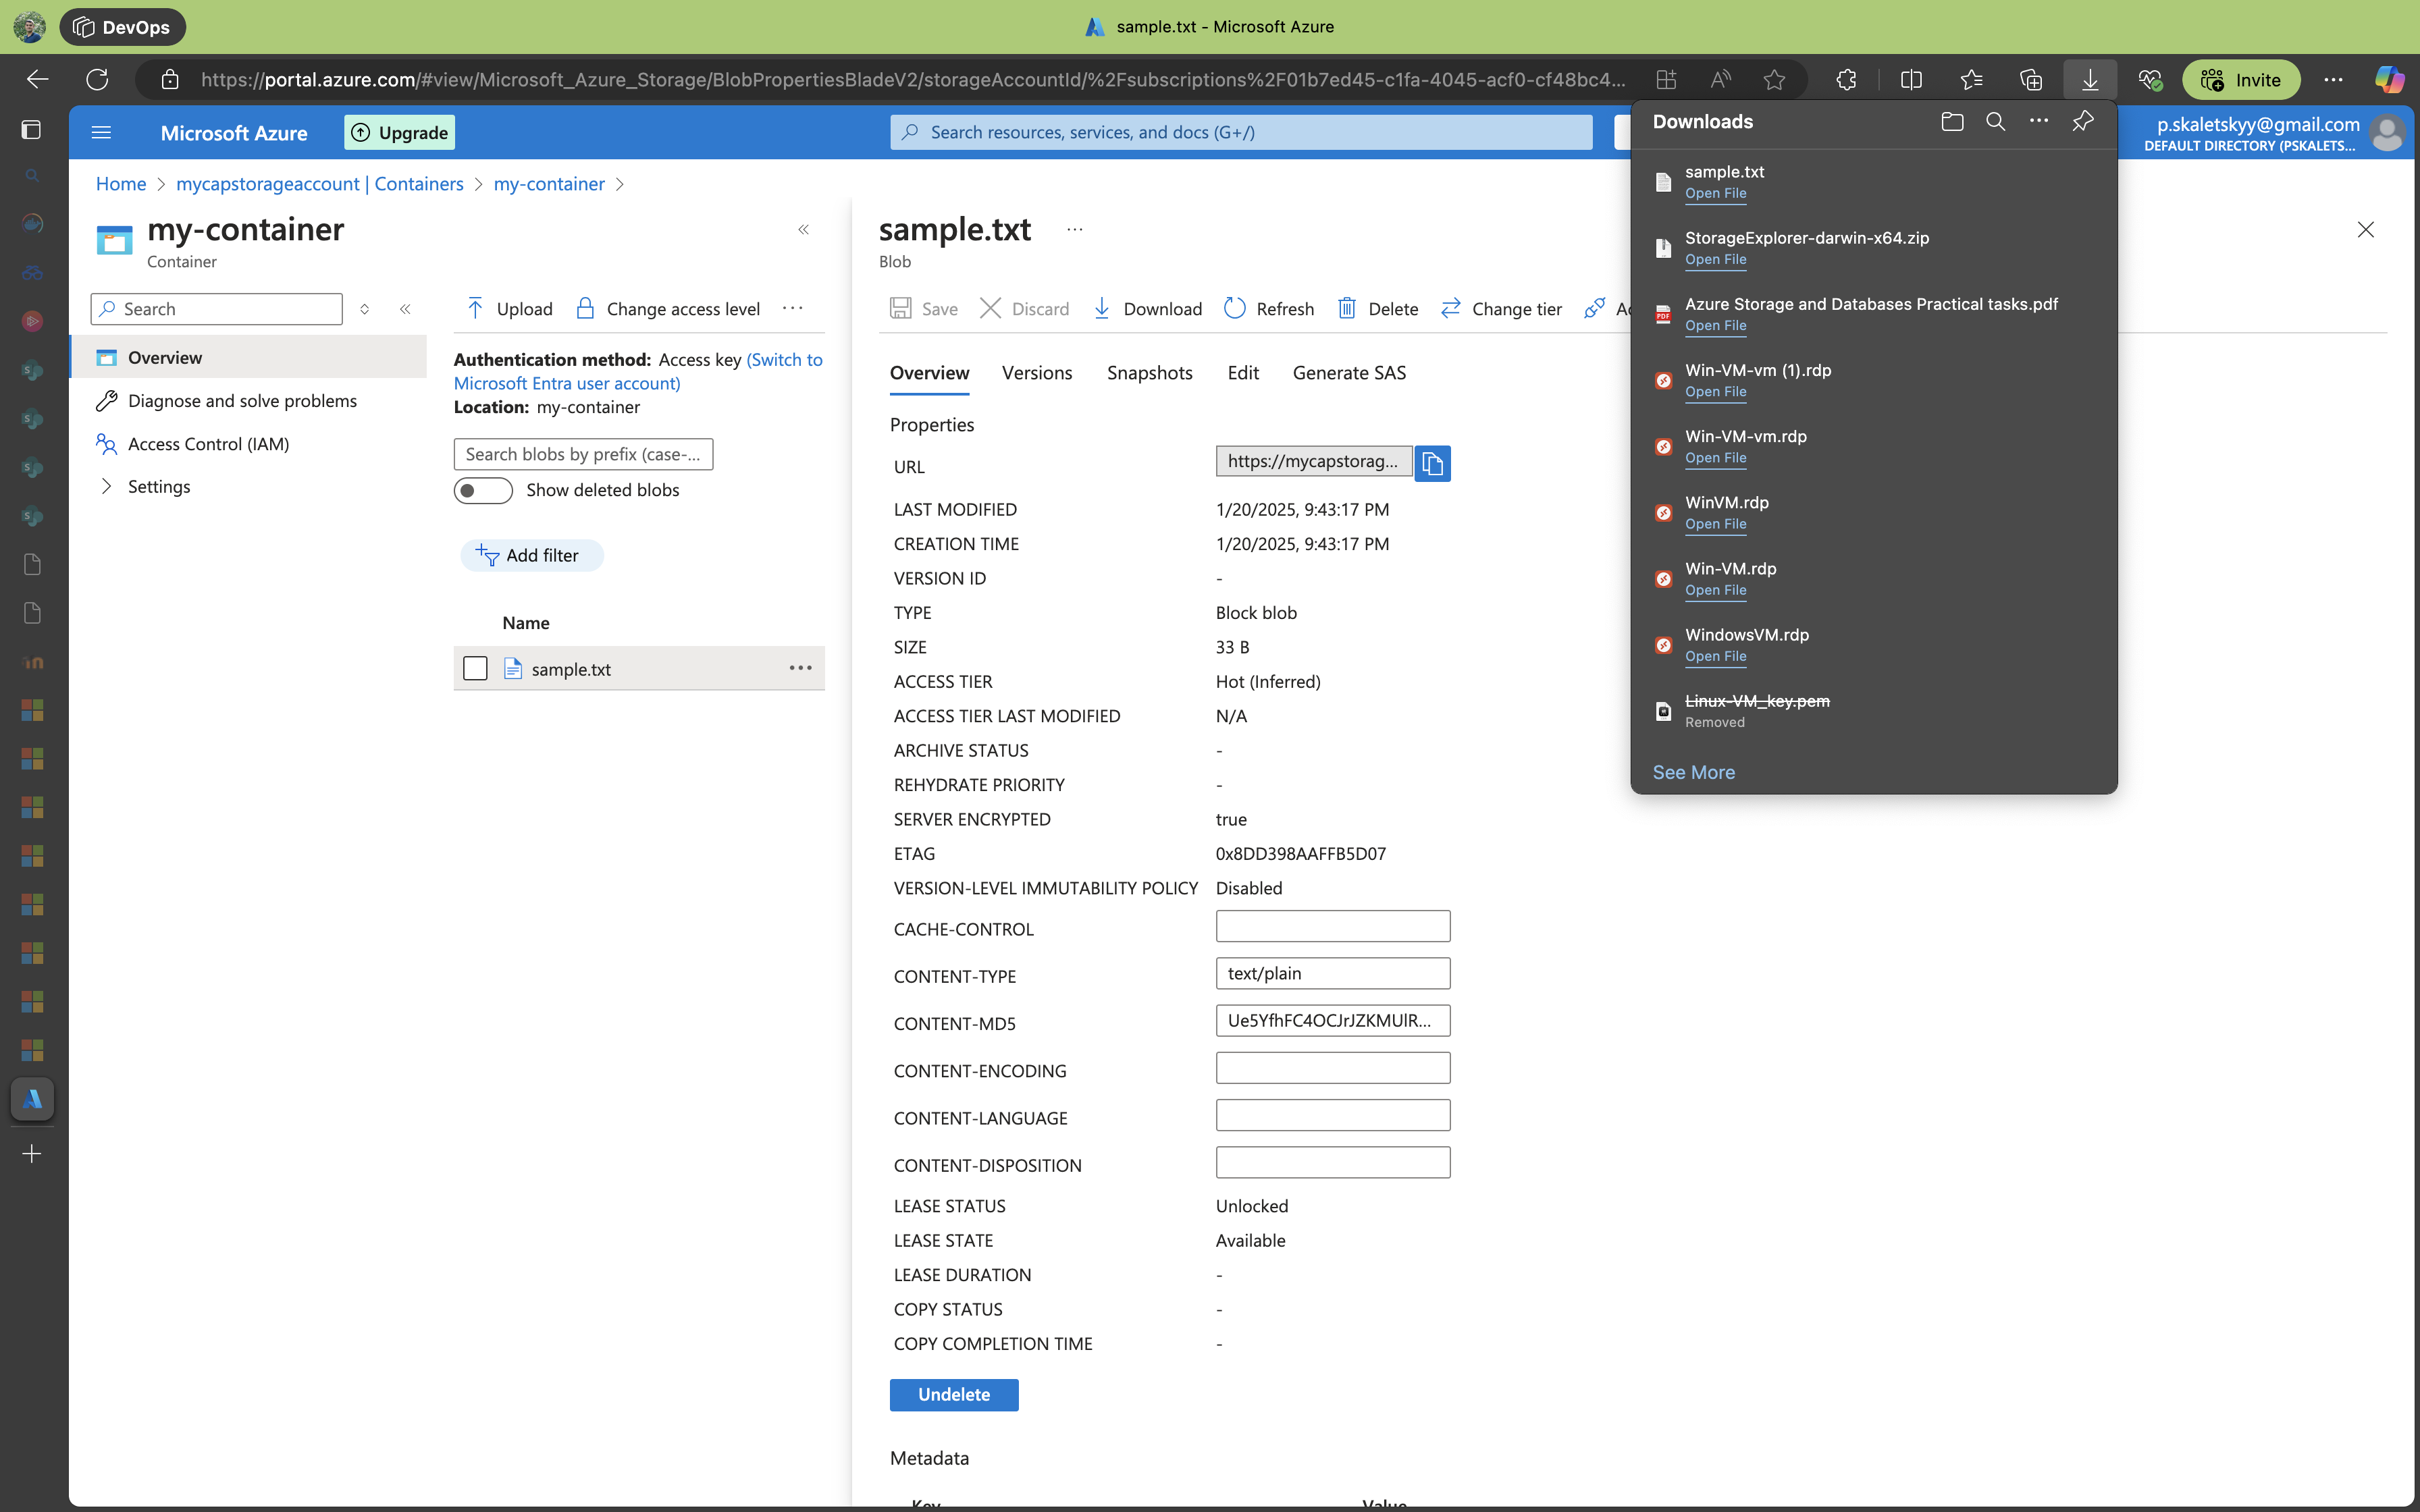 DevOps
sample.txt - Microsoft Azure
https://portal.azure.com/#view/Microsoft_Azure_Storage/BlobPropertiesBladeV2/storageAccountId/%2Fsubscriptions%2F01b7ed45-c1fa-4045-acf0-cf48bc4...
Invite
Microsoft Azure
Upgrade
Search resources, services, and docs (G+/)
p.skaletskyy@gmail.com
DEFAULT DIRECTORY (PSKALETS...
Home > mycapstorageaccount | Containers > my-container >
my-container
Container
Search
Overview
Diagnose and solve problems
Access Control (IAM)
Settings
Upload
Change access level
Authentication method: Access key (Switch to
Microsoft Entra user account)
Location: my-container
Search blobs by prefix (case-...
Show deleted blobs
Add filter
Name
sample.txt
sample.txt
Blob
Save
Discard
Download
Refresh
Delete
Change tier
Overview
Versions
Snapshots
Edit
Generate SAS
Properties
URL https://mycapstorag...
LAST MODIFIED 1/20/2025, 9:43:17 PM
CREATION TIME 1/20/2025, 9:43:17 PM
VERSION ID -
TYPE Block blob
SIZE 33 B
ACCESS TIER Hot (Inferred)
ACCESS TIER LAST MODIFIED N/A
ARCHIVE STATUS -
REHYDRATE PRIORITY -
SERVER ENCRYPTED true
ETAG 0x8DD398AAFFB5D07
VERSION-LEVEL IMMUTABILITY POLICY Disabled
CACHE-CONTROL
CONTENT-TYPE text/plain
CONTENT-MD5 Ue5YfhFC4OCJrJZKMUlR...
CONTENT-ENCODING
CONTENT-LANGUAGE
CONTENT-DISPOSITION
LEASE STATUS Unlocked
LEASE STATE Available
LEASE DURATION -
COPY STATUS -
COPY COMPLETION TIME -
Undelete
Metadata
Key Value
Downloads
sample.txt
Open File
StorageExplorer-darwin-x64.zip
Open File
Azure Storage and Databases Practical tasks.pdf
Open File
Win-VM-vm (1).rdp
Open File
Win-VM-vm.rdp
Open File
WinVM.rdp
Open File
Win-VM.rdp
Open File
WindowsVM.rdp
Open File
Linux-VM_key.pem
Removed
See More